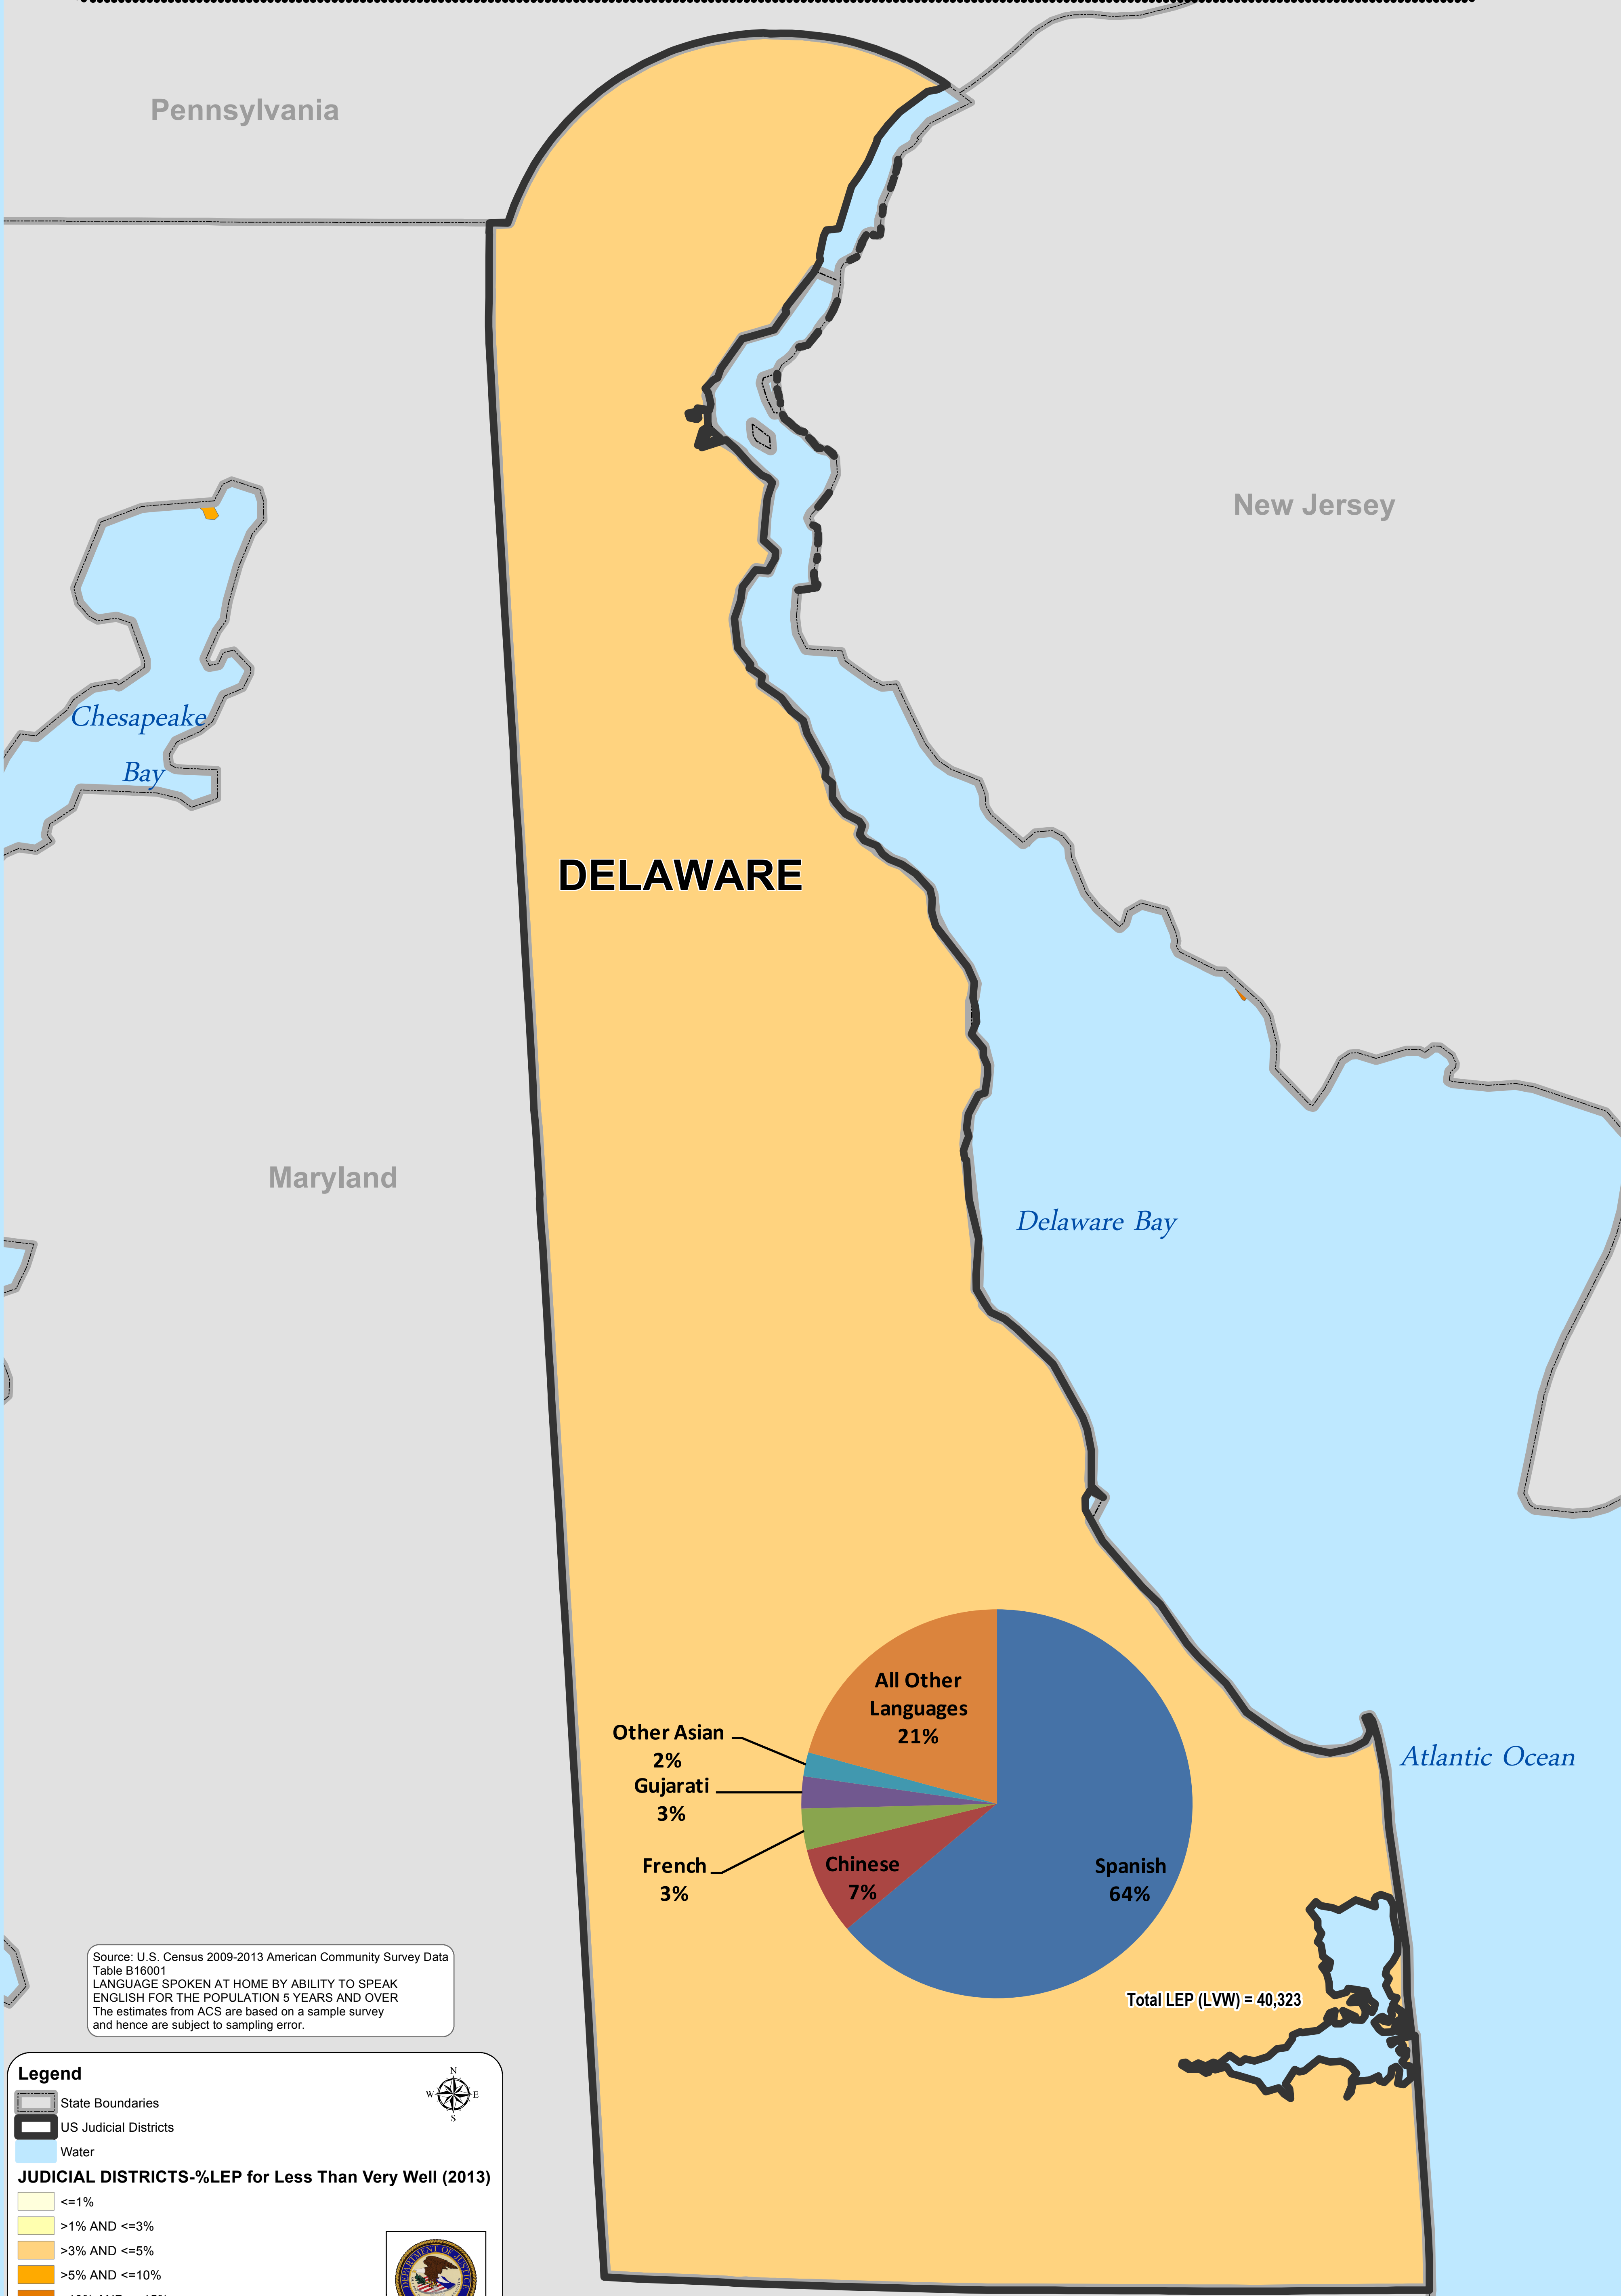 Pennsylvania
New Jersey
Chesapeake
Bay
DELAWARE
Maryland
Delaware Bay
All Other
Languages
21%
Other Asian
2%
Gujarati
3%
French
3%
Chinese
7%
Spanish
64%
Atlantic Ocean
Total LEP (LVW) = 40,323
Source: U.S. Census 2009-2013 American Community Survey Data
Table B16001
LANGUAGE SPOKEN AT HOME BY ABILITY TO SPEAK
ENGLISH FOR THE POPULATION 5 YEARS AND OVER
The estimates from ACS are based on a sample survey
and hence are subject to sampling error.
Legend
N
W E
S
State Boundaries
US Judicial Districts
Water
JUDICIAL DISTRICTS-%LEP for Less Than Very Well (2013)
<=1%
>1% AND <=3%
>3% AND <=5%
>5% AND <=10%
DEPARTMENT OF JUSTICE